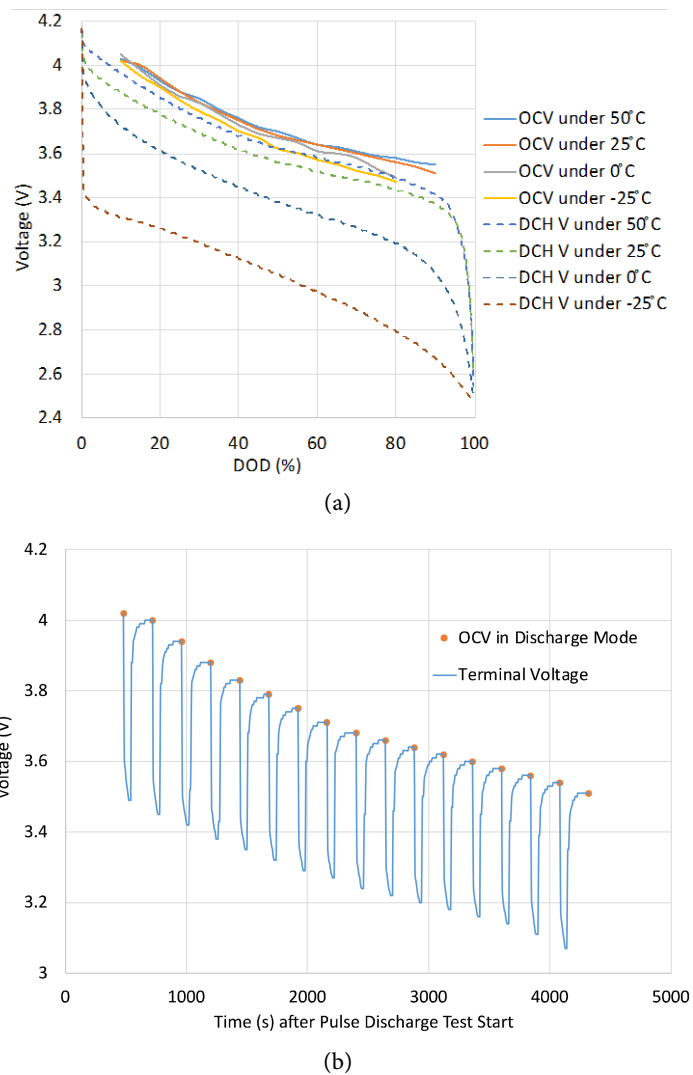 4.2
4
3.8
3.6
3.4
3.2
3
2.8
2.6
2.4
Voltage (V)
0 20 40 60 80 100
DOD (%)
OCV under 50°C
OCV under 25°C
OCV under 0°C
OCV under -25°C
DCH V under 50°C
DCH V under 25°C
DCH V under 0°C
DCH V under -25°C
(a)
4.2
4
3.8
3.6
3.4
3.2
3
Voltage (V)
OCV in Discharge Mode
Terminal Voltage
0 1000 2000 3000 4000 5000
Time (s) after Pulse Discharge Test Start
(b)